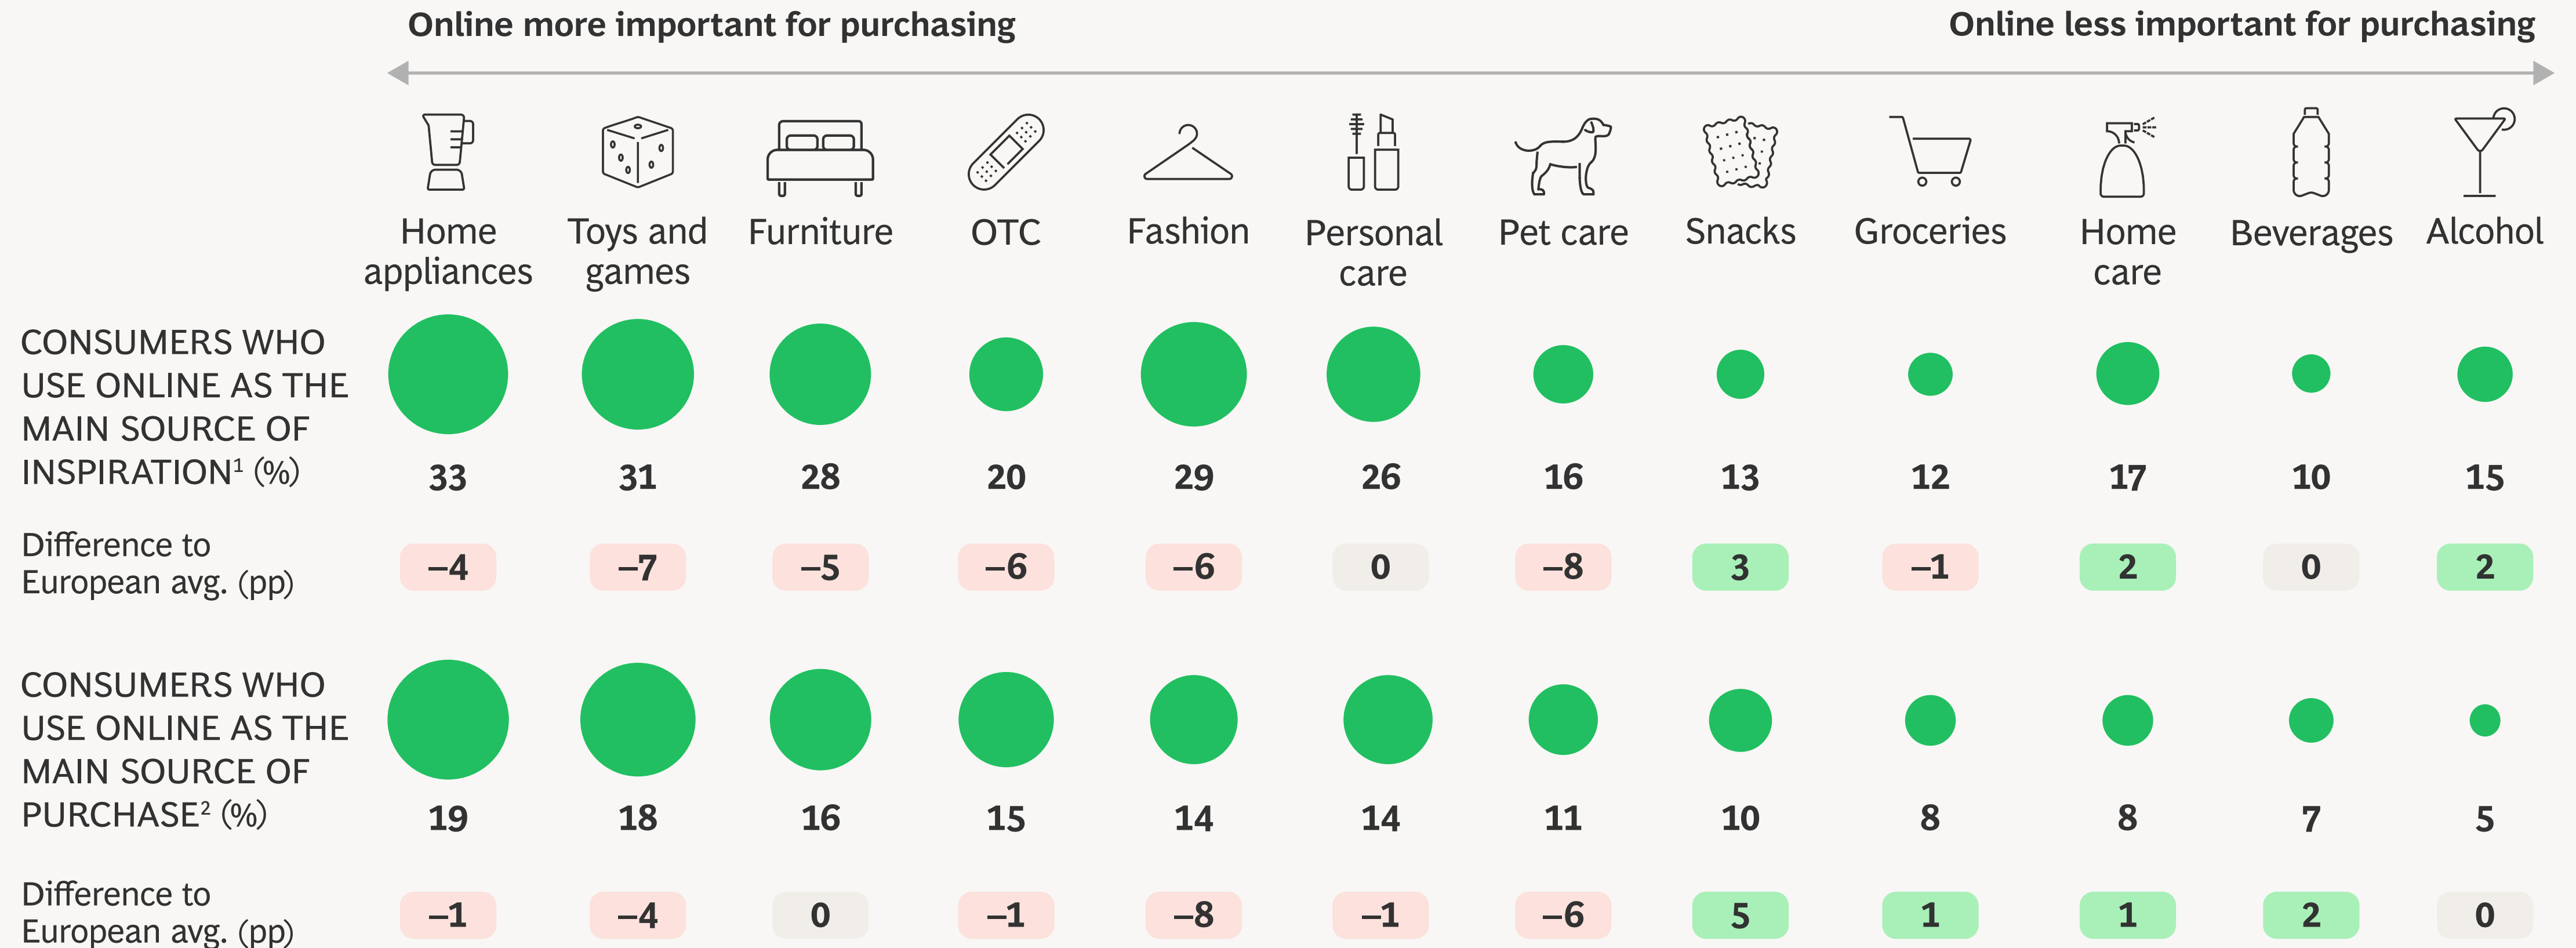 Online more important for purchasing
Online less important for purchasing
Home appliances
Toys and games
Furniture
OTC
Fashion
Personal care
Pet care
Snacks
Groceries
Home care
Beverages
Alcohol
CONSUMERS WHO
USE ONLINE AS THE
MAIN SOURCE OF
INSPIRATION¹ (%)
33 31 28 20 29 26 16 13 12 17 10 15
Difference to
European avg. (pp)
–4 –7 –5 –6 –6 0 –8 3 –1 2 0 2
CONSUMERS WHO
USE ONLINE AS THE
MAIN SOURCE OF
PURCHASE² (%)
19 18 16 15 14 14 11 10 8 8 7 5
Difference to
European avg. (pp)
–1 –4 0 –1 –8 –1 –6 5 1 1 2 0